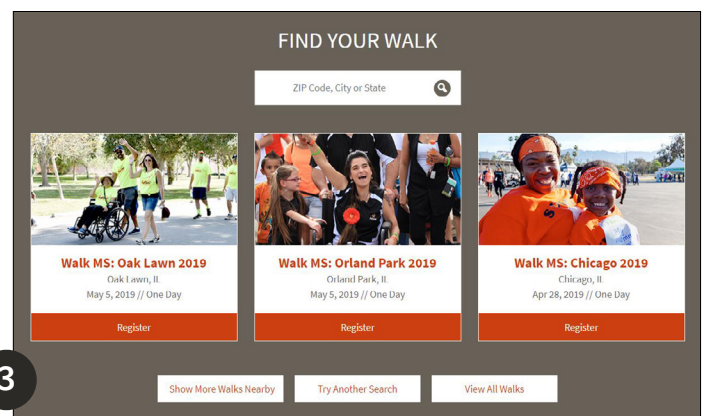 FIND YOUR WALK
ZIP Code, City or State
Walk MS: Oak Lawn 2019
Oak Lawn, IL
May 5, 2019 // One Day
Register
Walk MS: Orland Park 2019
Orland Park, IL
May 5, 2019 // One Day
Register
Walk MS: Chicago 2019
Chicago, IL
Apr 28, 2019 // One Day
Register
3
Show More Walks Nearby
Try Another Search
View All Walks